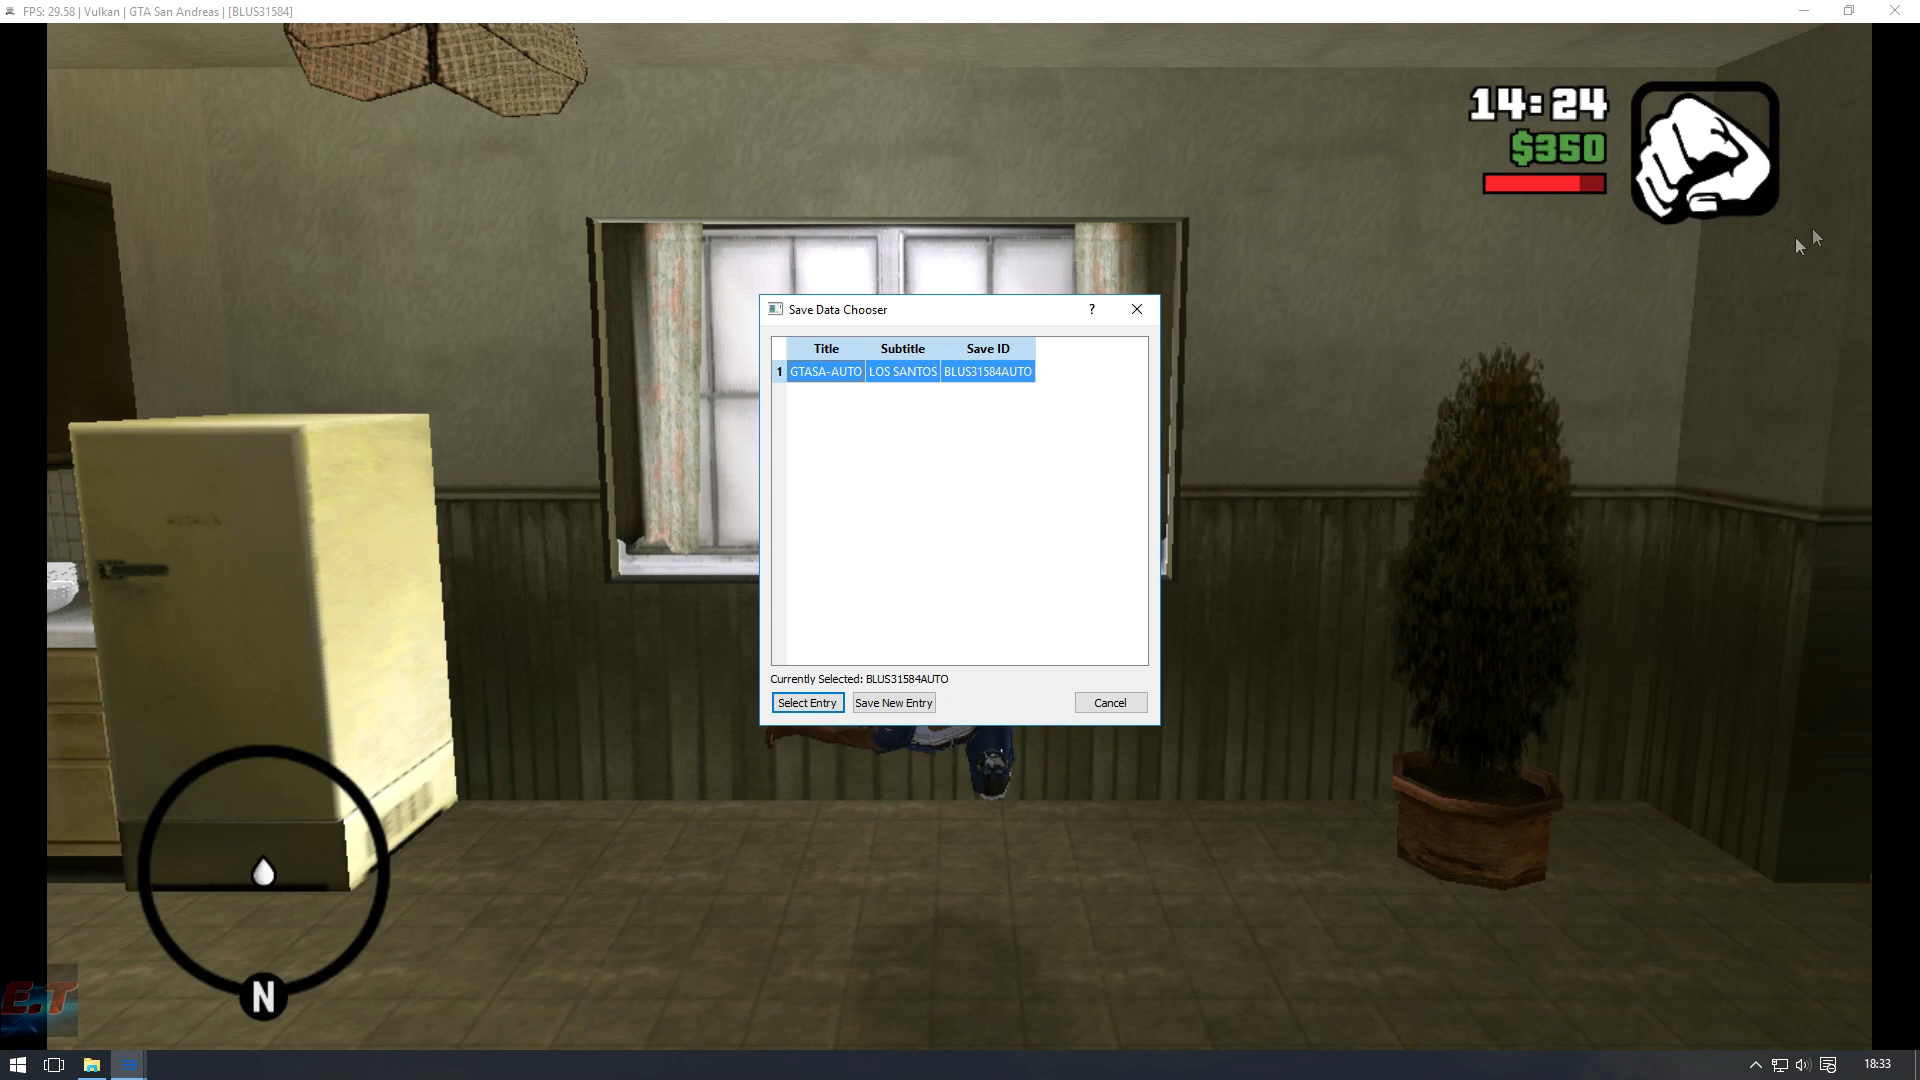 FPS: 29.58 | Vulkan | GTA San Andreas | [BLUS31584]
14:24
$350
Save Data Chooser
?
Title Subtitle Save ID
1 GTASA-AUTO LOS SANTOS BLUS31584AUTO
Currently Selected: BLUS31584AUTO
Select Entry Save New Entry Cancel
N
E.T
18:33